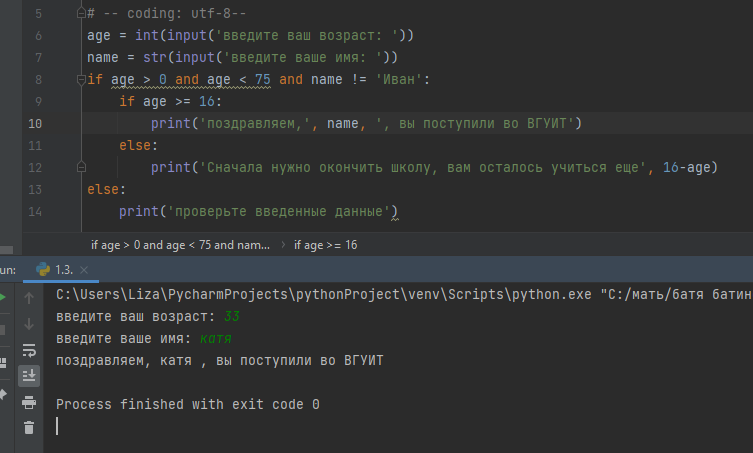 5 # -- coding: utf-8--
6 age = int(input('введите ваш возраст: '))
7 name = str(input('введите ваше имя: '))
8 if age > 0 and age < 75 and name != 'Иван':
9 if age >= 16:
10 print('поздравляем,', name, ', вы поступили во ВГУИТ')
11 else:
12 print('Сначала нужно окончить школу, вам осталось учиться еще', 16-age)
13 else:
14 print('проверьте введенные данные')
if age > 0 and age < 75 and nam... › if age >= 16
un: 1.3. ×
C:\Users\Liza\PycharmProjects\pythonProject\venv\Scripts\python.exe "C:/мать/батя батин
введите ваш возраст: 33
введите ваше имя: катя
поздравляем, катя , вы поступили во ВГУИТ
Process finished with exit code 0